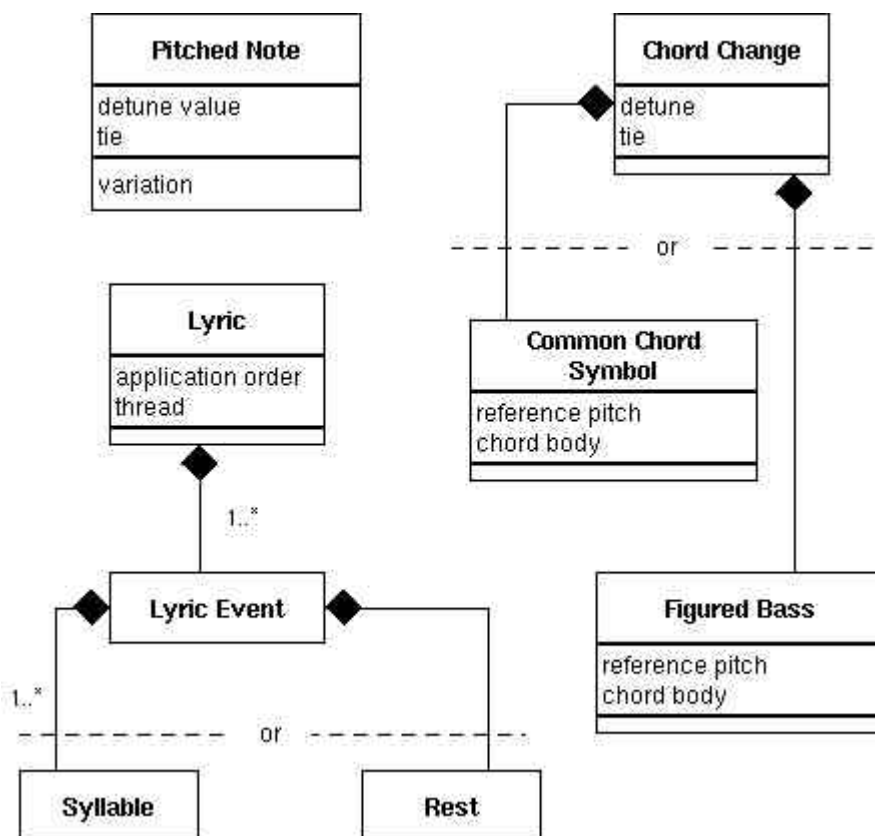 Pitched Note
detune value
tie
variation
Chord Change
detune
tie
or
Lyric
application order
thread
Common Chord
Symbol
reference pitch
chord body
1..*
Lyric Event
Figured Bass
reference pitch
chord body
1..*
or
Syllable
Rest